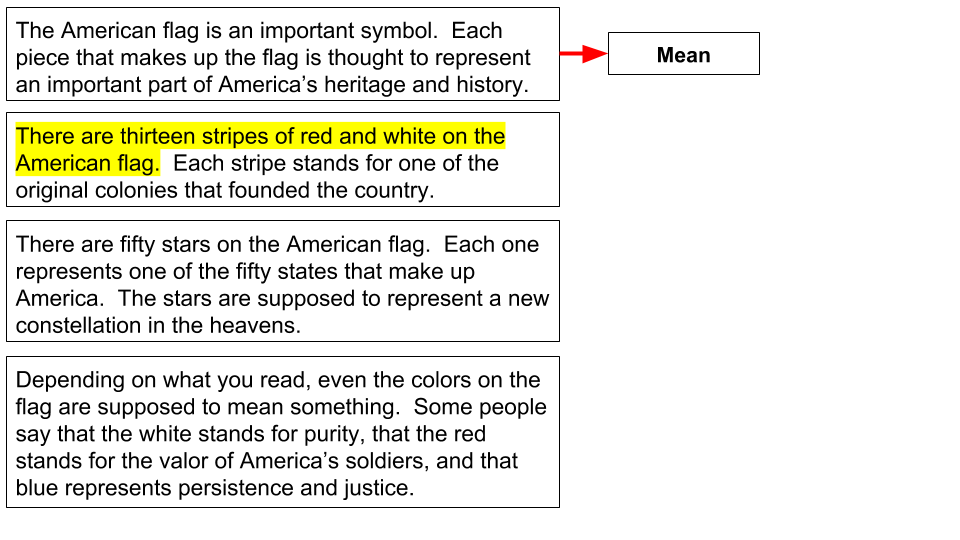 The American flag is an important symbol.  Each
piece that makes up the flag is thought to represent
an important part of America’s heritage and history.
Mean
There are thirteen stripes of red and white on the
American flag.  Each stripe stands for one of the
original colonies that founded the country.
There are fifty stars on the American flag.  Each one
represents one of the fifty states that make up
America.  The stars are supposed to represent a new
constellation in the heavens.
Depending on what you read, even the colors on the
flag are supposed to mean something.  Some people
say that the white stands for purity, that the red
stands for the valor of America’s soldiers, and that
blue represents persistence and justice.